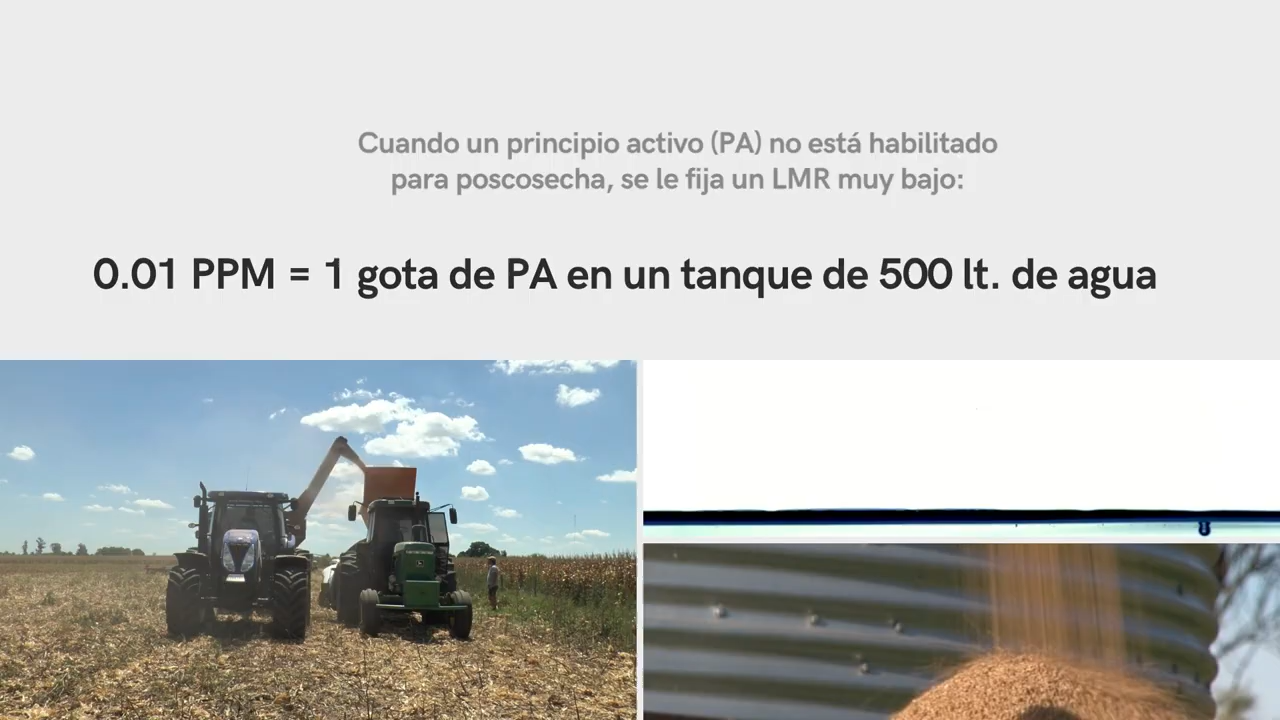 Cuando un principio activo (PA) no está habilitado
para poscosecha, se le fija un LMR muy bajo:
0.01 PPM = 1 gota de PA en un tanque de 500 lt. de agua